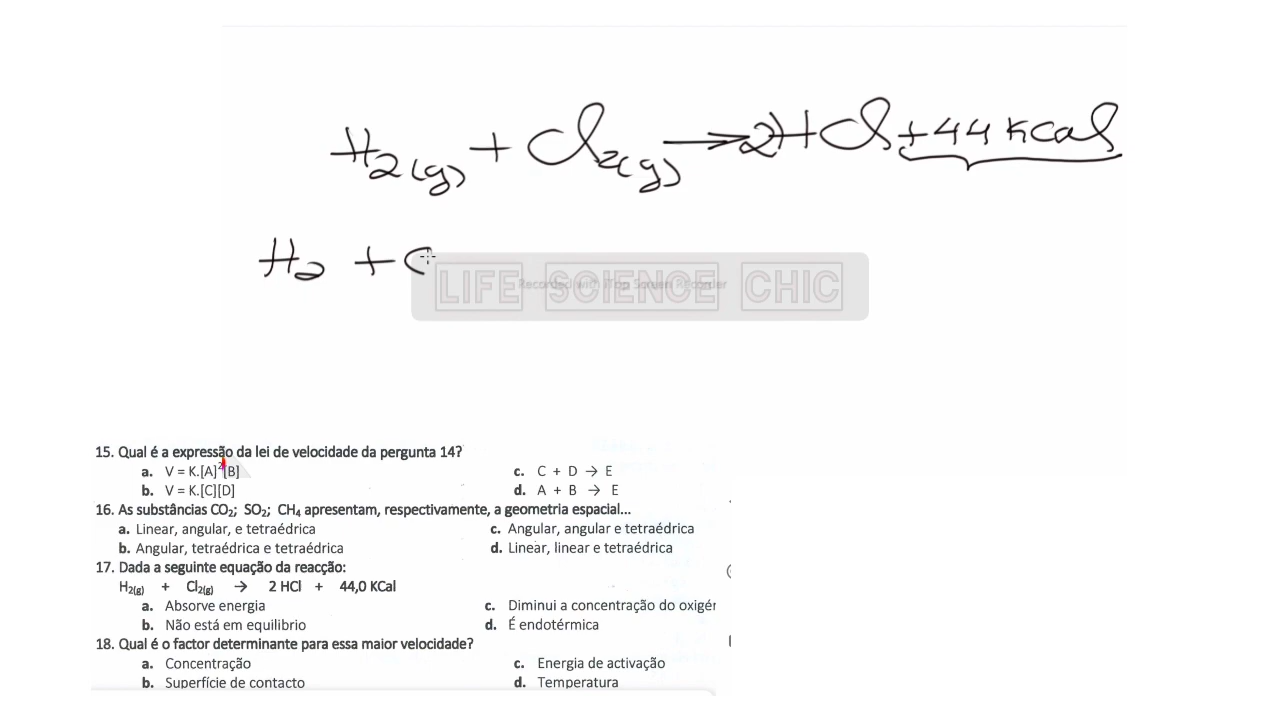 H₂(g) + Cl₂(g) → 2HCl + 44 KCal
H₂ + C
LIFE SCIENCE CHIC
Recorded with iTop Screen Recorder
15. Qual é a expressão da lei de velocidade da pergunta 14?
a. V = K.[A]²[B] c. C + D → E
b. V = K.[C][D] d. A + B → E
16. As substâncias CO₂; SO₂; CH₄ apresentam, respectivamente, a geometria espacial...
a. Linear, angular, e tetraédrica c. Angular, angular e tetraédrica
b. Angular, tetraédrica e tetraédrica d. Linear, linear e tetraédrica
17. Dada a seguinte equação da reacção:
H₂(g) + Cl₂(g) → 2 HCl + 44,0 KCal
a. Absorve energia c. Diminui a concentração do oxigér
b. Não está em equilibrio d. É endotérmica
18. Qual é o factor determinante para essa maior velocidade?
a. Concentração c. Energia de activação
b. Superfície de contacto d. Temperatura